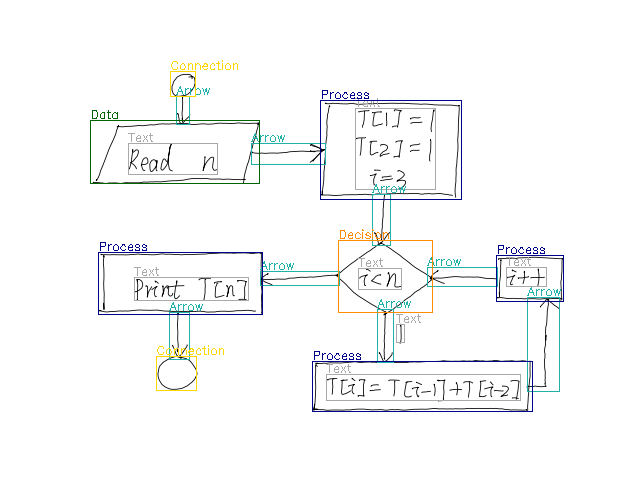 Connection
Arrow
Data
Text
Read n
Arrow
Process
Text
T[1] = 1
T[2] = 1
i=3
Arrow
Decision
Text
i<n
Arrow
Process
Text
i++
Arrow
Arrow
Process
Text
Print T[n]
Arrow
Connection
Arrow
Text
Process
Text
T[i] = T[i-1]+T[i-2]